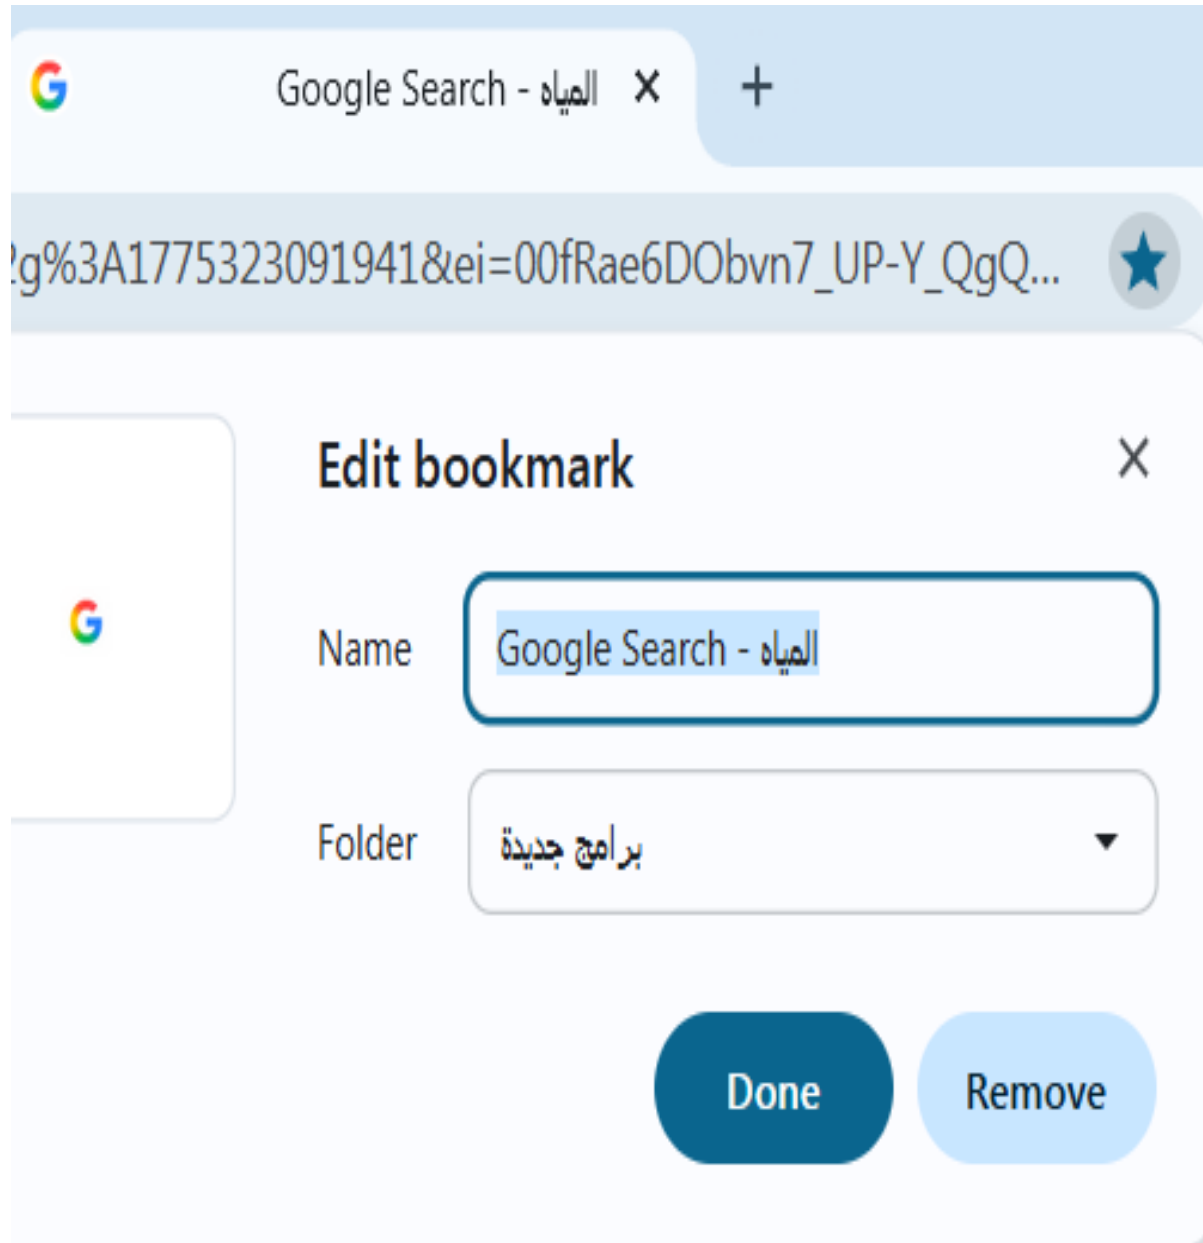 المياه - Google Search
2g%3A1775323091941&ei=00fRae6DObvn7_UP-Y_QgQ...
Edit bookmark
Name
المياه - Google Search
Folder
برامج جديدة
Done
Remove